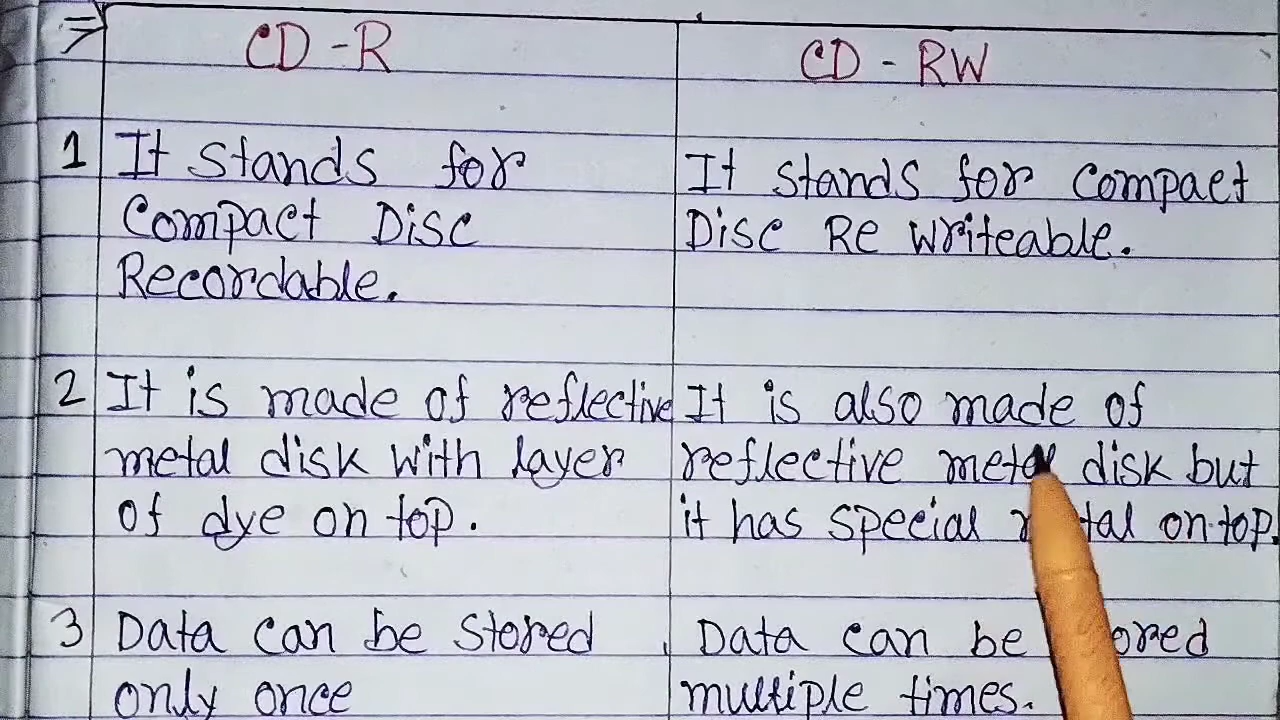 ⇒ CD-R CD - RW
1 It stands for
Compact Disc
Recordable.
It stands for Compact
Disc Re writeable.
2 It is made of reflective
metal disk with layer
of dye on top.
It is also made of
reflective metal disk but
it has special on top.
3 Data can be stored
only once
Data can be
multiple times.